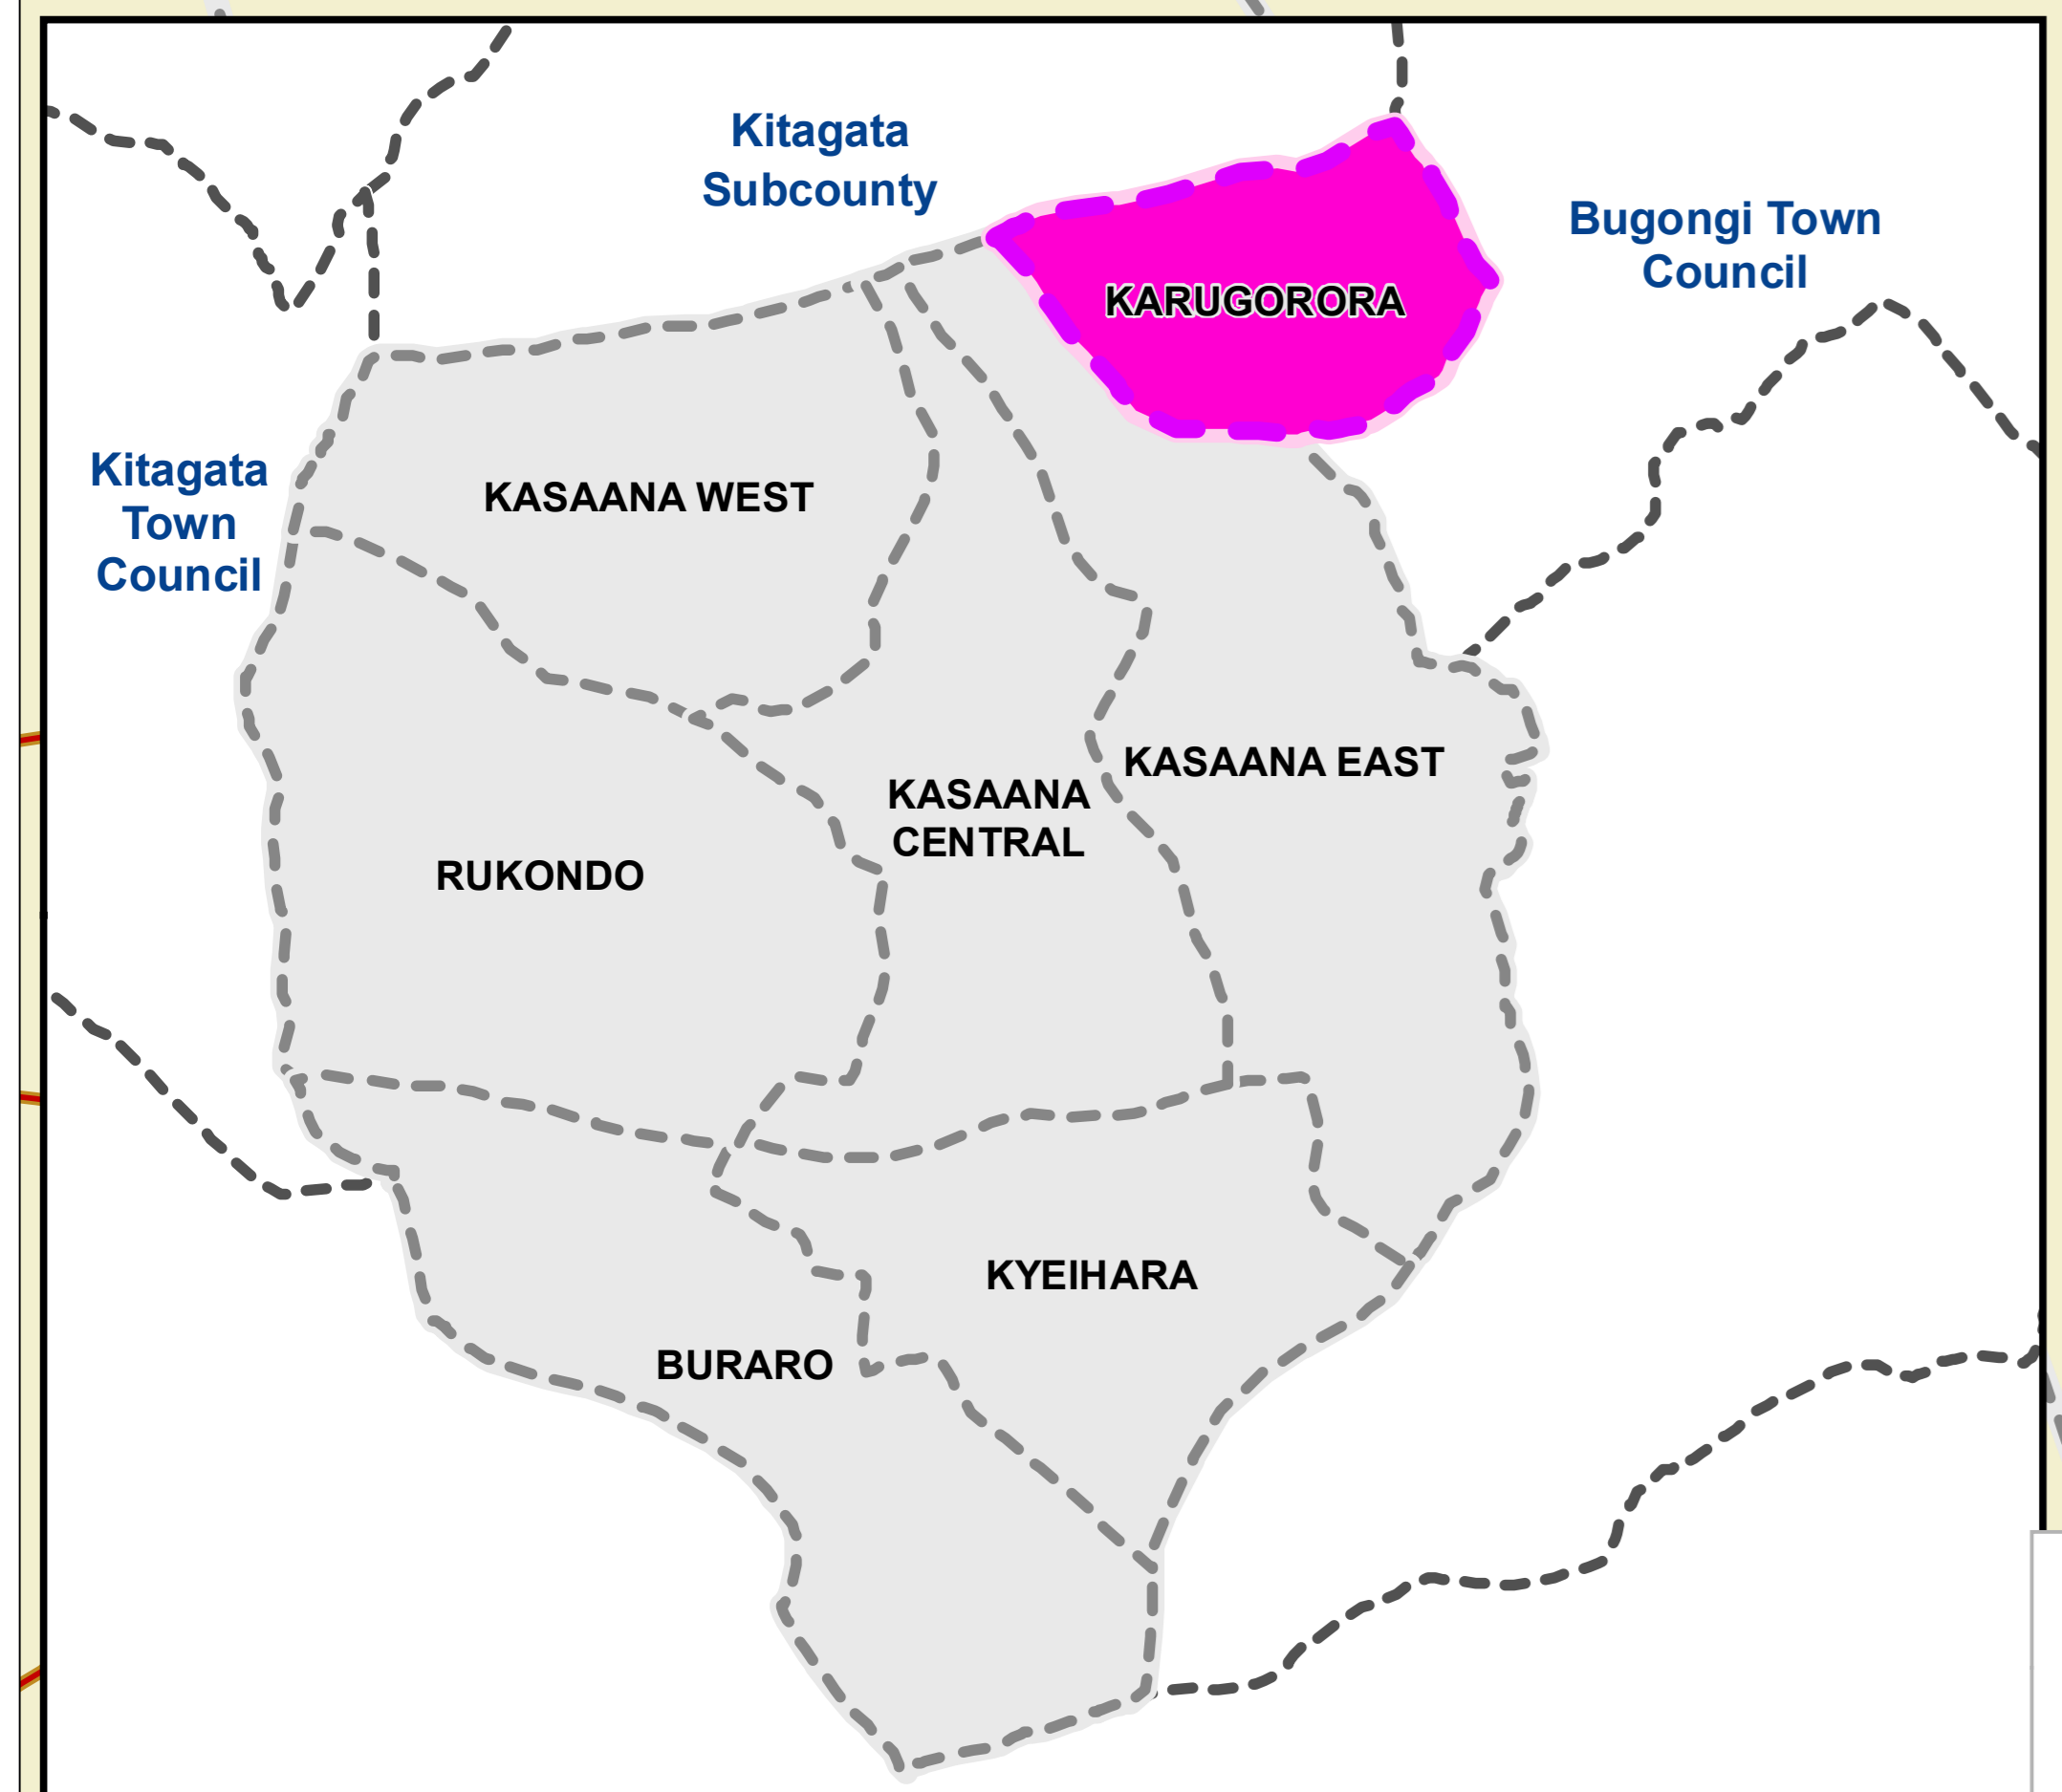 Kitagata
Subcounty
Bugongi Town
Council
KARUGORORA
Kitagata
Town
Council
KASAANA WEST
KASAANA EAST
KASAANA
CENTRAL
RUKONDO
KYEIHARA
BURARO